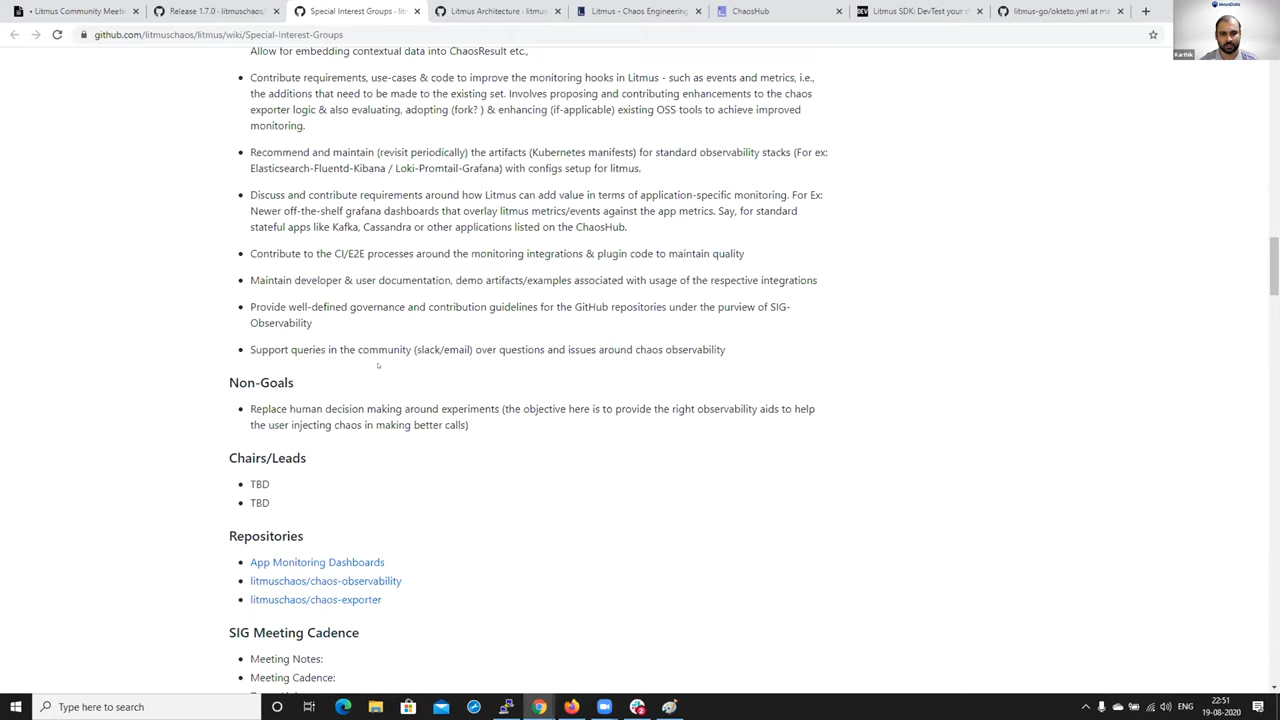 Litmus Community Meeti
Release 1.7.0 · litmuschaos/
Special Interest Groups · lit
Litmus Architecture · litmus
Litmus - Chaos Engineering
ChaosHub
DEV
Litmus SDK: DevTest your c
litmus-go/okteto.yml at ma
MayaData
github.com/litmuschaos/litmus/wiki/Special-Interest-Groups
Karthik
Allow for embedding contextual data into ChaosResult etc.,
Contribute requirements, use-cases & code to improve the monitoring hooks in Litmus - such as events and metrics, i.e.,
the additions that need to be made to the existing set. Involves proposing and contributing enhancements to the chaos
exporter logic & also evaluating, adopting (fork? ) & enhancing (if-applicable) existing OSS tools to achieve improved
monitoring.
Recommend and maintain (revisit periodically) the artifacts (Kubernetes manifests) for standard observability stacks (For ex:
Elasticsearch-Fluentd-Kibana / Loki-Promtail-Grafana) with configs setup for litmus.
Discuss and contribute requirements around how Litmus can add value in terms of application-specific monitoring. For Ex:
Newer off-the-shelf grafana dashboards that overlay litmus metrics/events against the app metrics. Say, for standard
stateful apps like Kafka, Cassandra or other applications listed on the ChaosHub.
Contribute to the CI/E2E processes around the monitoring integrations & plugin code to maintain quality
Maintain developer & user documentation, demo artifacts/examples associated with usage of the respective integrations
Provide well-defined governance and contribution guidelines for the GitHub repositories under the purview of SIG-
Observability
Support queries in the community (slack/email) over questions and issues around chaos observability
Non-Goals
Replace human decision making around experiments (the objective here is to provide the right observability aids to help
the user injecting chaos in making better calls)
Chairs/Leads
TBD
TBD
Repositories
App Monitoring Dashboards
litmuschaos/chaos-observability
litmuschaos/chaos-exporter
SIG Meeting Cadence
Meeting Notes:
Meeting Cadence:
Type here to search
ENG
22:51
19-08-2020